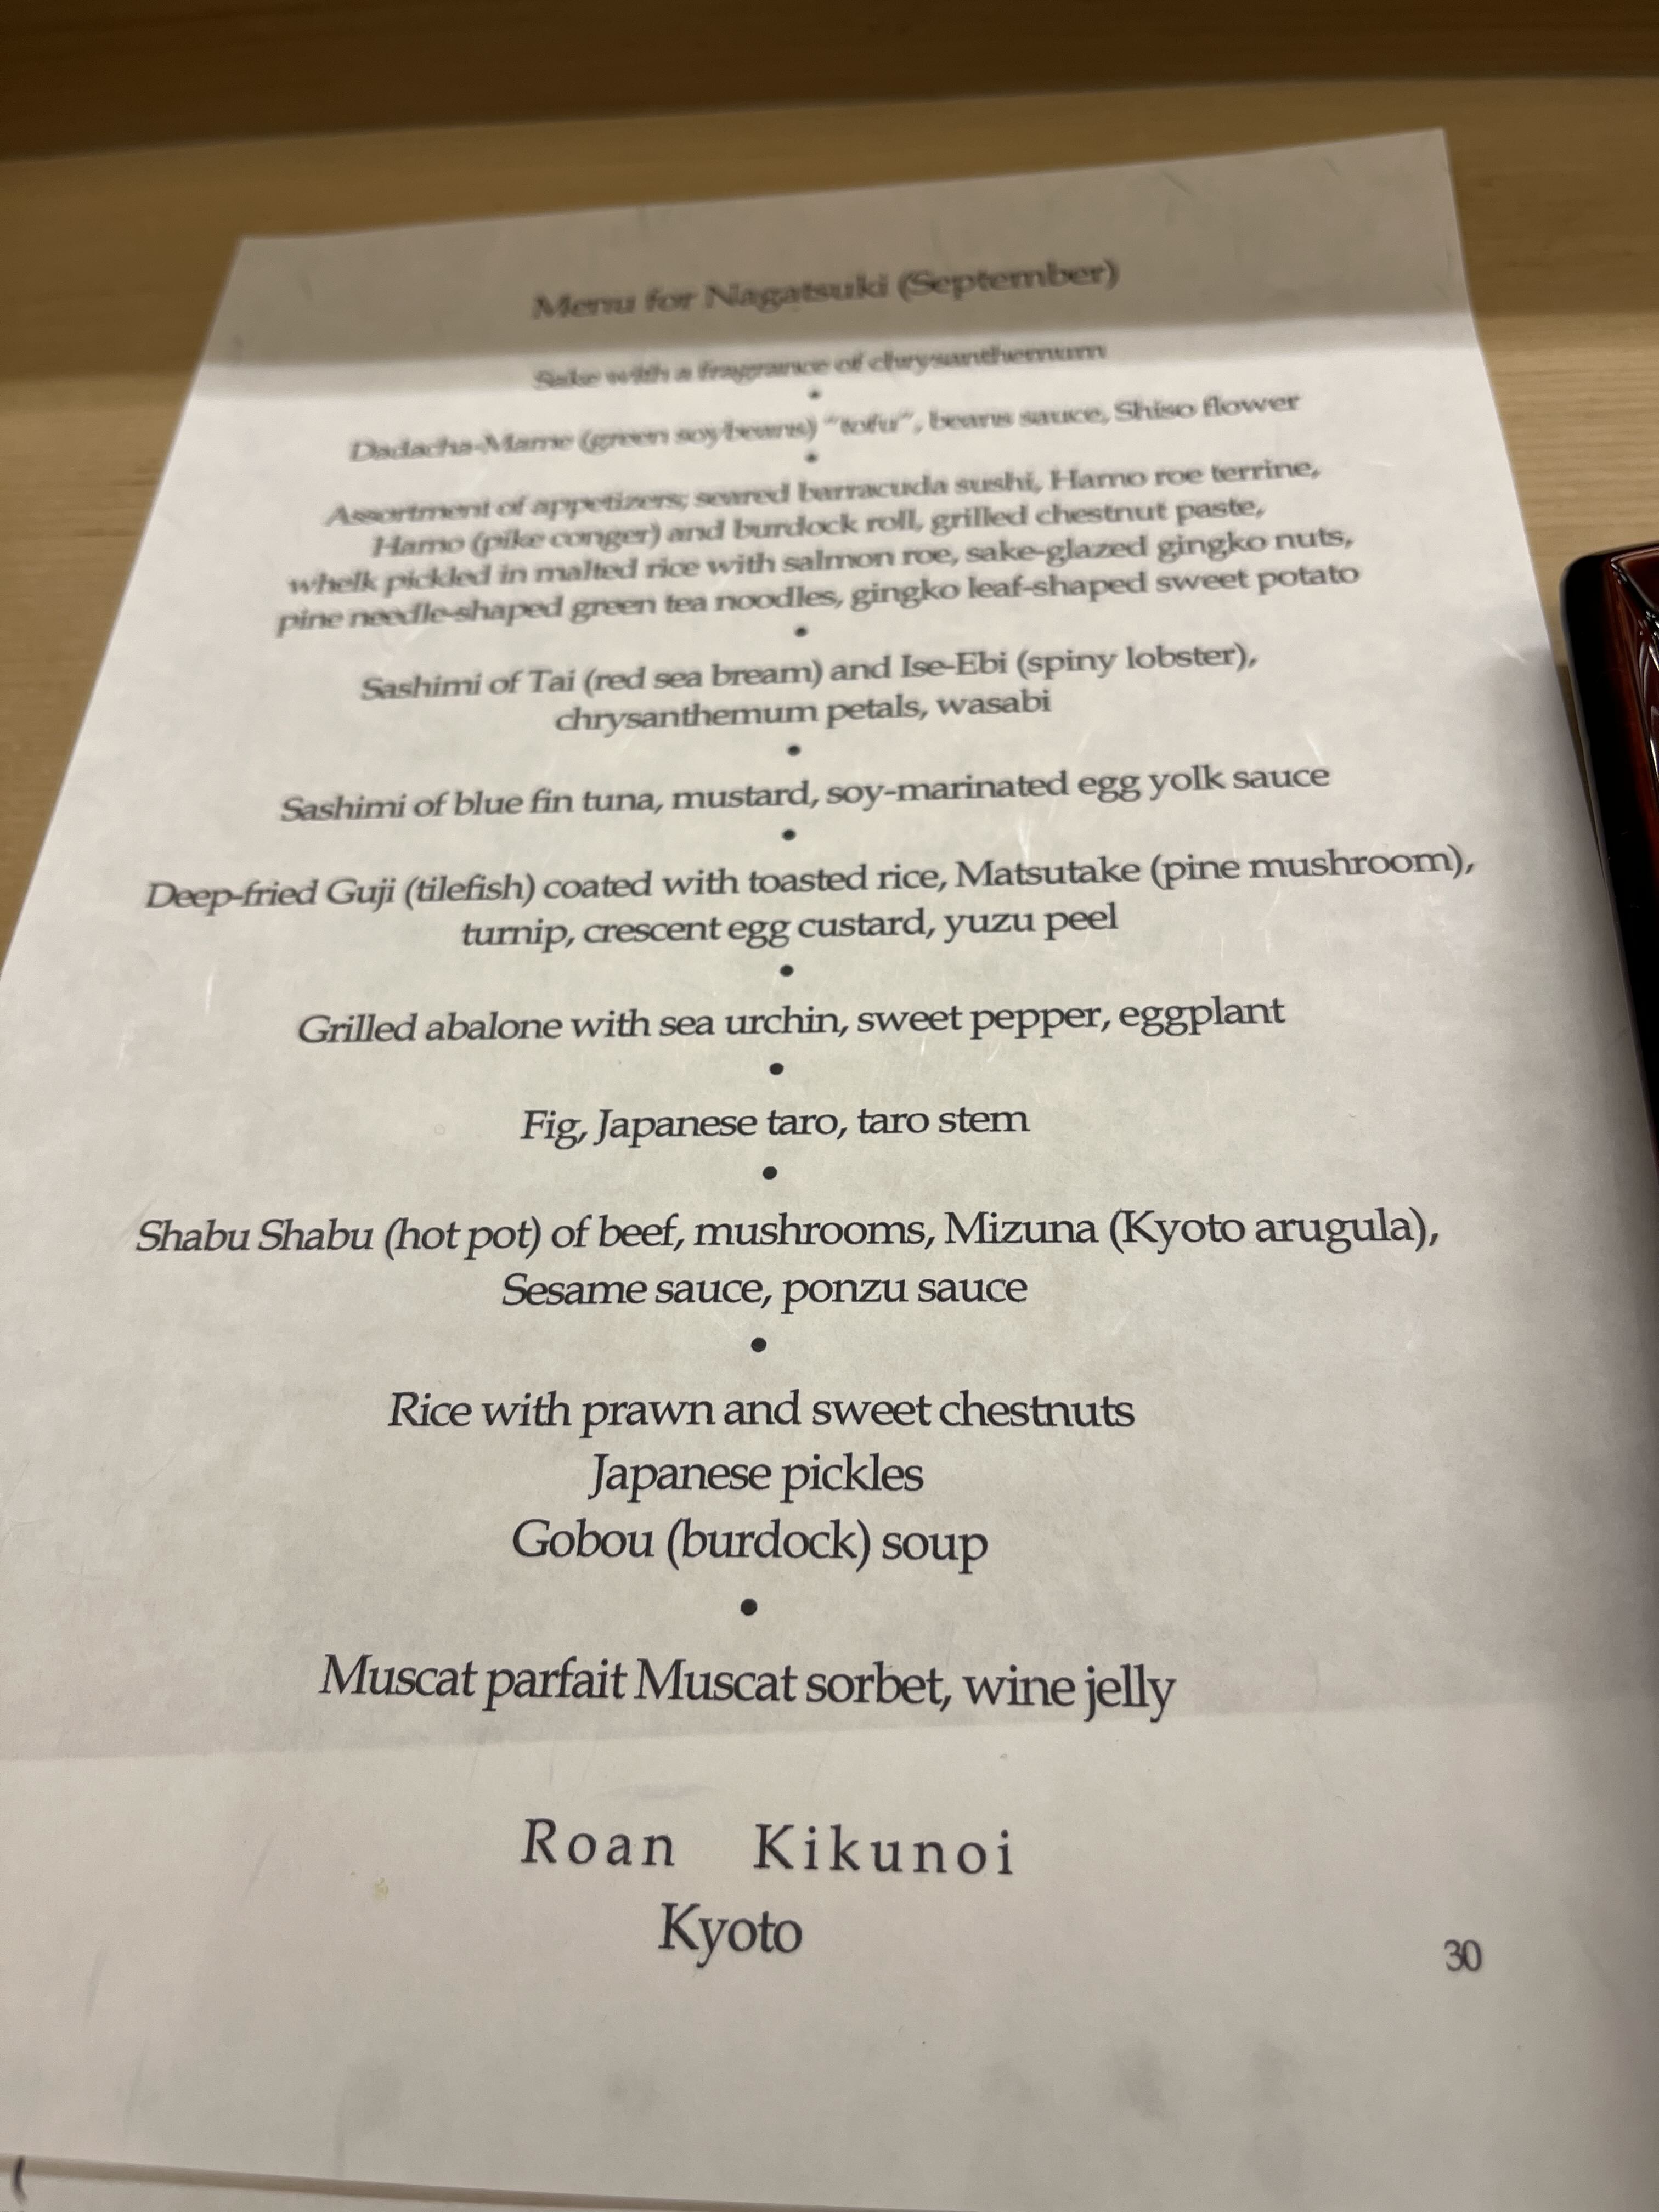 Menu for Nagatsuki (September)
Sake with a fragrance of chrysanthemum
•
Dadacha-Mame (green soybeans) "tofu", beans sauce, Shiso flower
•
Assortment of appetizers; seared barracuda sushi, Hamo roe terrine,
Hamo (pike conger) and burdock roll, grilled chestnut paste,
whelk pickled in malted rice with salmon roe, sake-glazed gingko nuts,
pine needle-shaped green tea noodles, gingko leaf-shaped sweet potato
•
Sashimi of Tai (red sea bream) and Ise-Ebi (spiny lobster),
chrysanthemum petals, wasabi
•
Sashimi of blue fin tuna, mustard, soy-marinated egg yolk sauce
•
Deep-fried Guji (tilefish) coated with toasted rice, Matsutake (pine mushroom),
turnip, crescent egg custard, yuzu peel
•
Grilled abalone with sea urchin, sweet pepper, eggplant
•
Fig, Japanese taro, taro stem
•
Shabu Shabu (hot pot) of beef, mushrooms, Mizuna (Kyoto arugula),
Sesame sauce, ponzu sauce
•
Rice with prawn and sweet chestnuts
Japanese pickles
Gobou (burdock) soup
•
Muscat parfait Muscat sorbet, wine jelly
Roan Kikunoi
Kyoto
30